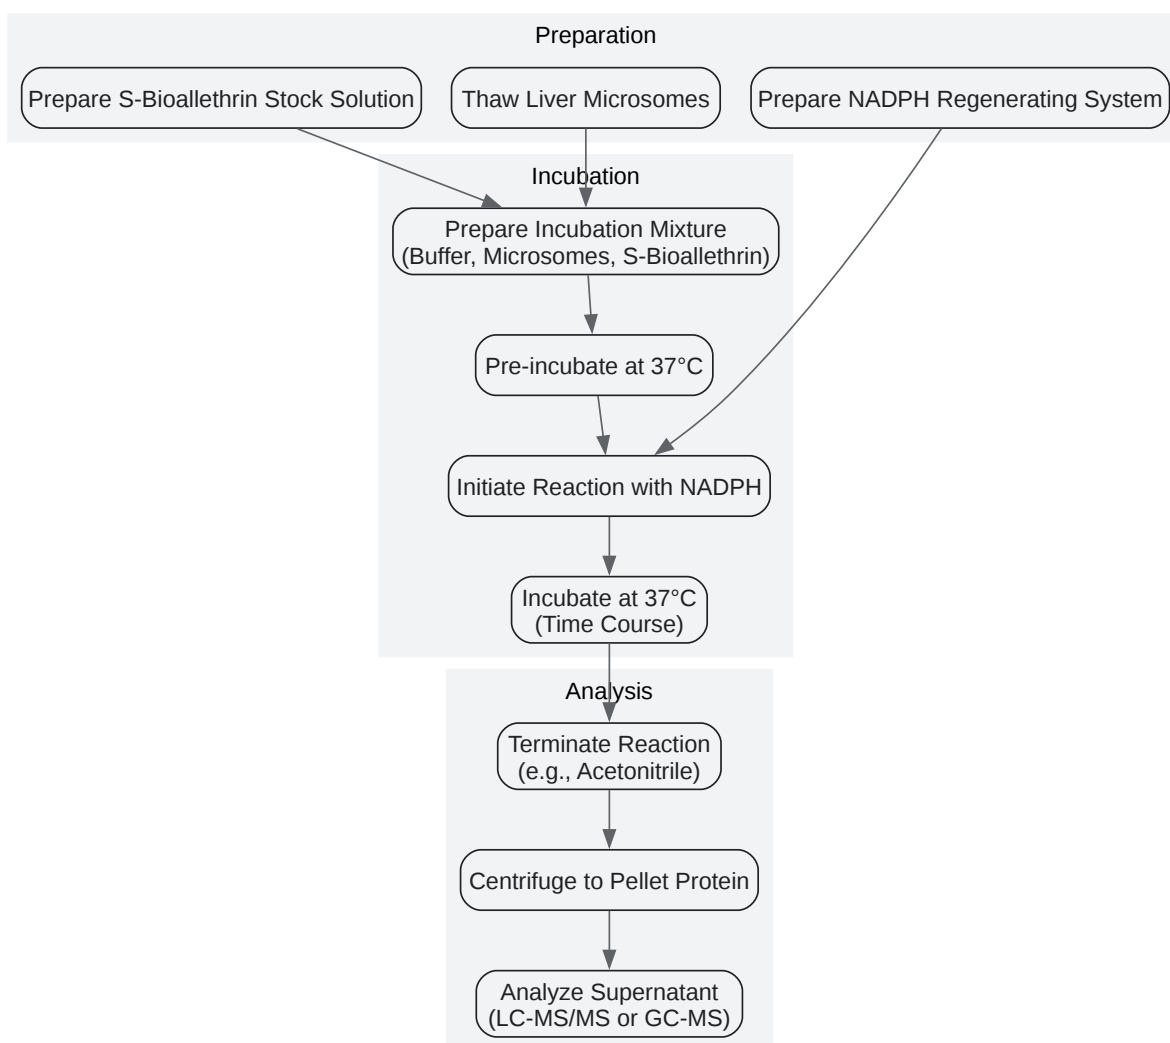 Preparation
Prepare S-Bioallethrin Stock Solution
Thaw Liver Microsomes
Prepare NADPH Regenerating System
Incubation
Prepare Incubation Mixture
(Buffer, Microsomes, S-Bioallethrin)
Pre-incubate at 37°C
Initiate Reaction with NADPH
Incubate at 37°C
(Time Course)
Analysis
Terminate Reaction
(e.g., Acetonitrile)
Centrifuge to Pellet Protein
Analyze Supernatant
(LC-MS/MS or GC-MS)